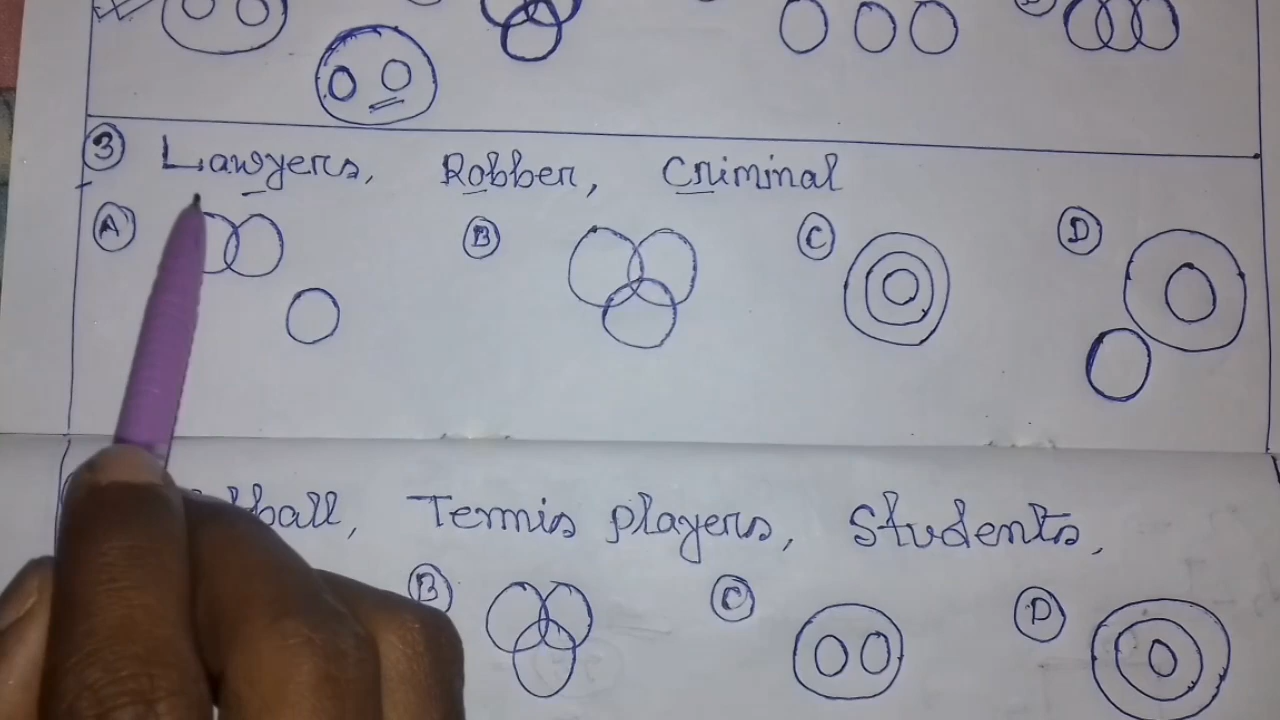 3 Lawyers, Robber, Criminal
A B C D
ball, Tennis players, Students,
B C D